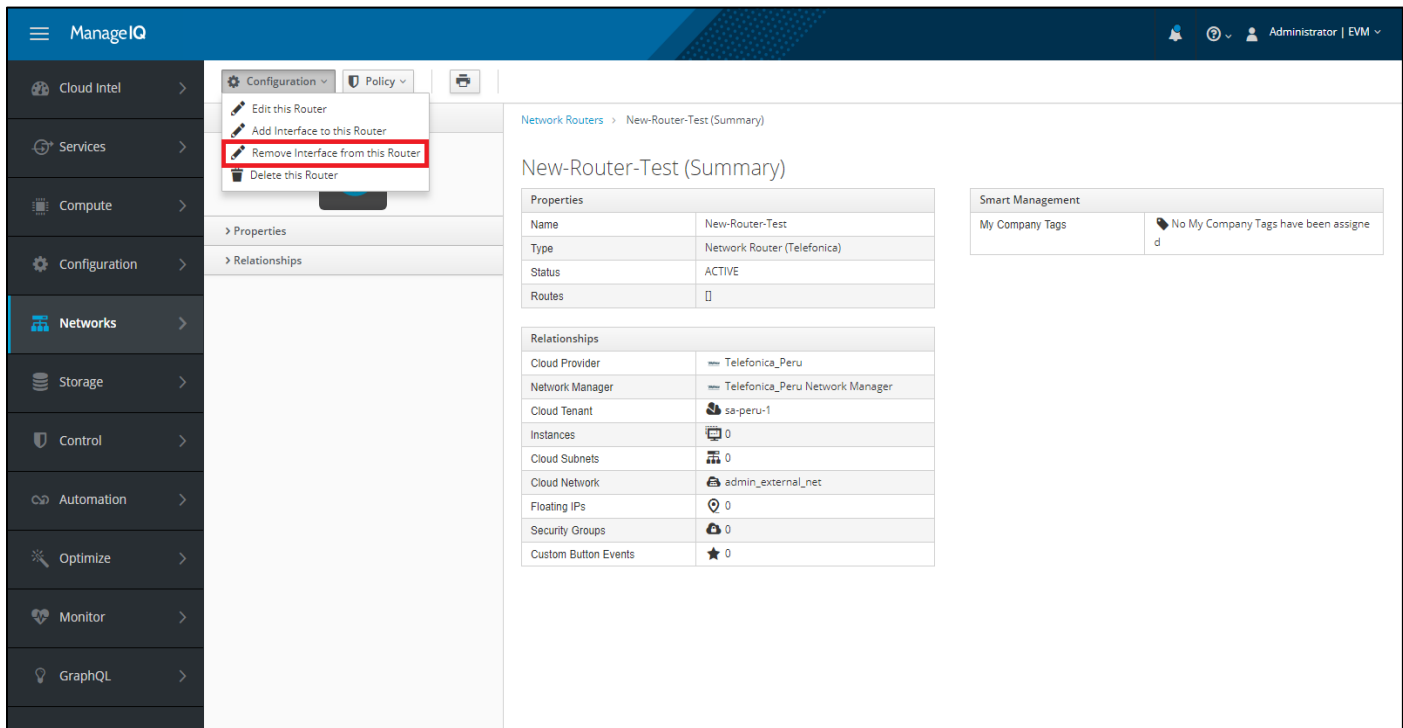 ManageIQ
Administrator | EVM
Cloud Intel
Services
Compute
Configuration
Networks
Storage
Control
Automation
Optimize
Monitor
GraphQL
Configuration
Policy
Edit this Router
Add Interface to this Router
Remove Interface from this Router
Delete this Router
Properties
Relationships
Network Routers > New-Router-Test (Summary)
New-Router-Test (Summary)
Properties
Name New-Router-Test
Type Network Router (Telefonica)
Status ACTIVE
Routes []
Relationships
Cloud Provider Telefonica_Peru
Network Manager Telefonica_Peru Network Manager
Cloud Tenant sa-peru-1
Instances 0
Cloud Subnets 0
Cloud Network admin_external_net
Floating IPs 0
Security Groups 0
Custom Button Events 0
Smart Management
My Company Tags No My Company Tags have been assigne
d